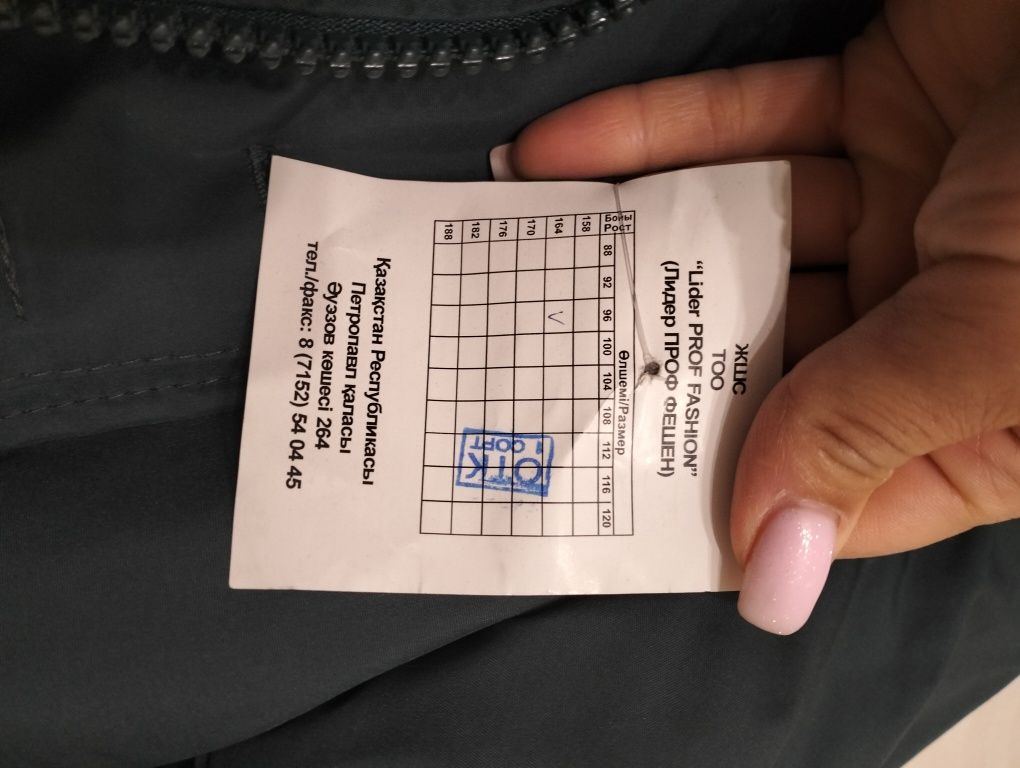 ЖШС
ТОО
“Lider PROF FASHION”
(Лидер ПРОФ ФЕШЕН)
Бойы
Рост
Өлшемі/Размер
88 92 96 100 104 108 112 116 120
158
164 V
170
176
182
188
ОТК
СОРТ
Қазақстан Республикасы
Петропавл қаласы
Әуэзов көшесі 264
тел./факс: 8 (7152) 54 04 45